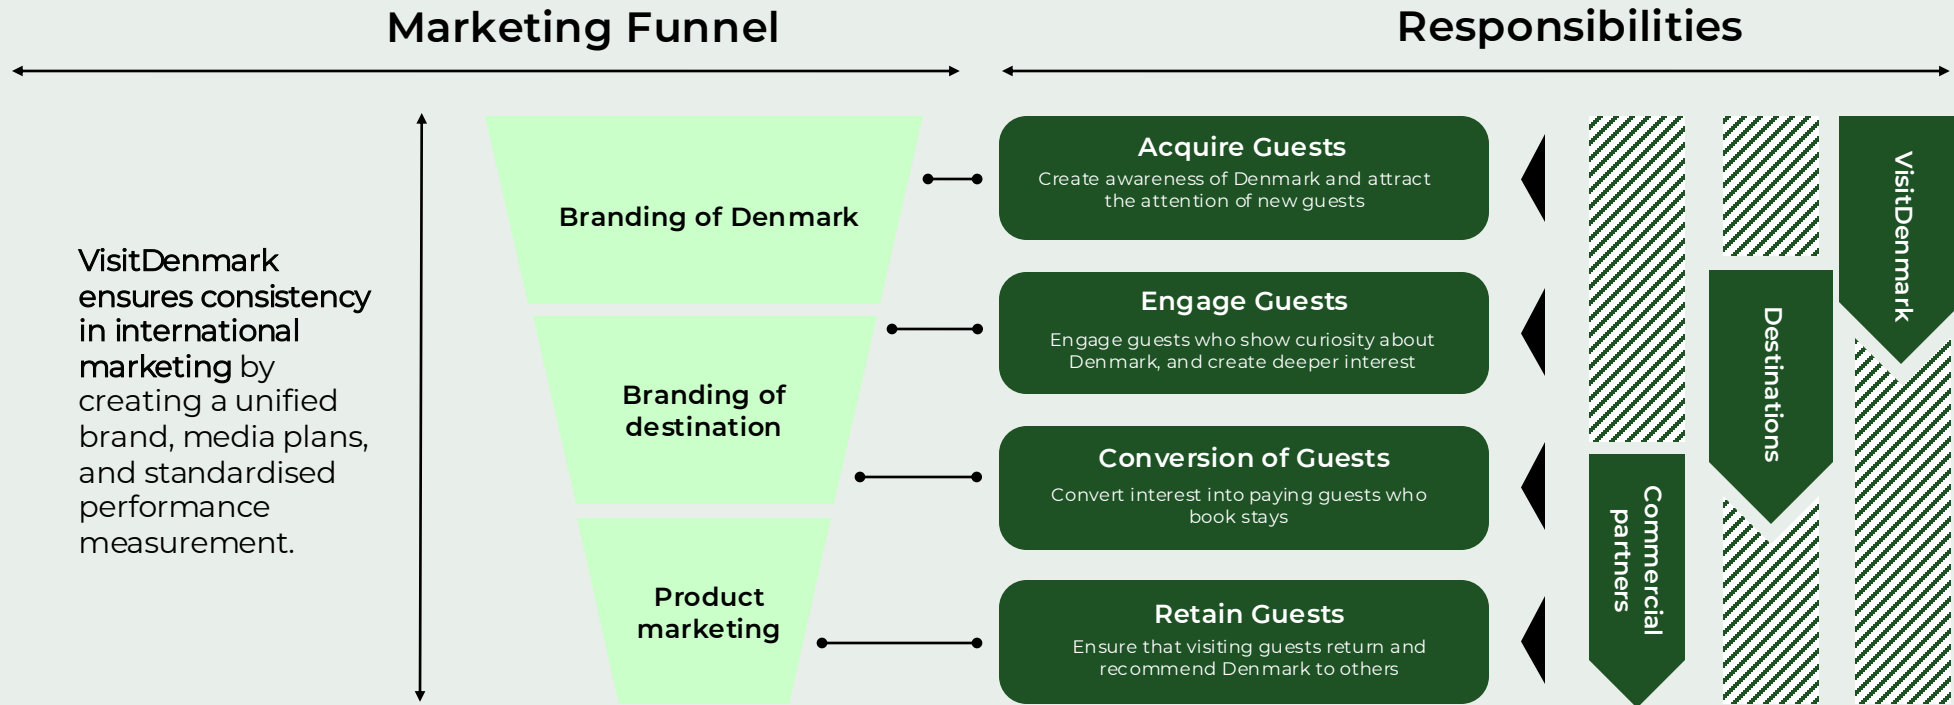 Marketing Funnel
Responsibilities
VisitDenmark
ensures consistency
in international
marketing by
creating a unified
brand, media plans,
and standardised
performance
measurement.
Branding of Denmark
Branding of
destination
Product
marketing
Acquire Guests
Create awareness of Denmark and attract
the attention of new guests
Engage Guests
Engage guests who show curiosity about
Denmark, and create deeper interest
Conversion of Guests
Convert interest into paying guests who
book stays
Retain Guests
Ensure that visiting guests return and
recommend Denmark to others
Commercial
partners
Destinations
VisitDenmark